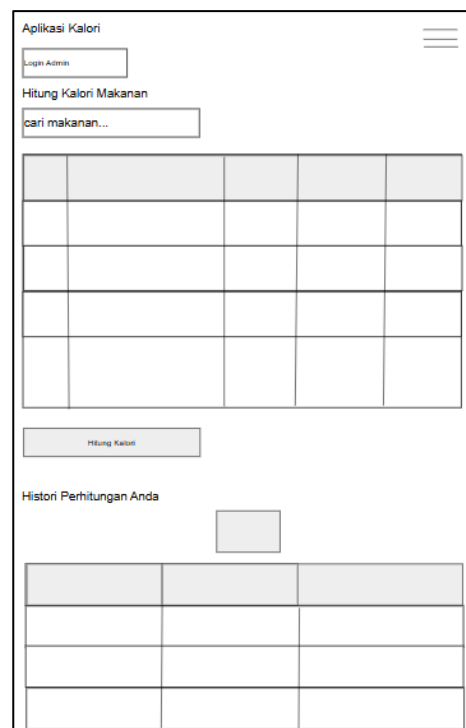 Aplikasi Kalori
Login Admin
Hitung Kalori Makanan
cari makanan...
Hitung Kalori
Histori Perhitungan Anda